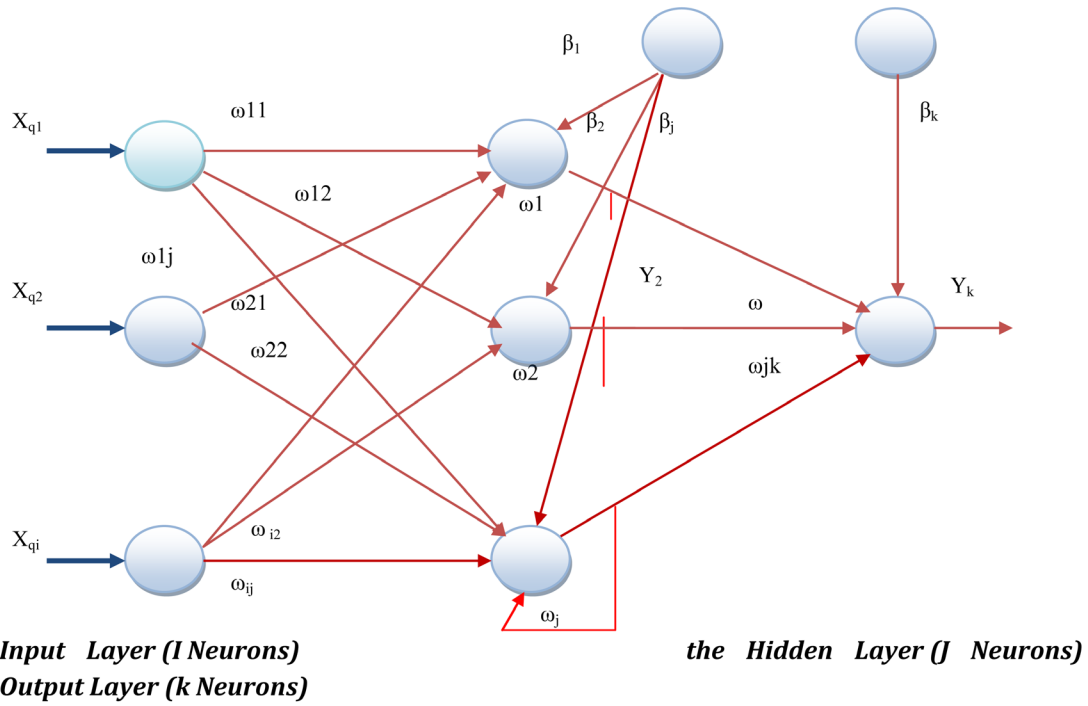 β1
ω11
β2
βj
βk
Xq1
ω12
ω1
ω1j
Xq2
ω21
Y2
ω
Yk
ω22
ω2
ωjk
Xqi
ω i2
ωij
ωj
Input Layer (I Neurons) the Hidden Layer (J Neurons)
Output Layer (k Neurons)